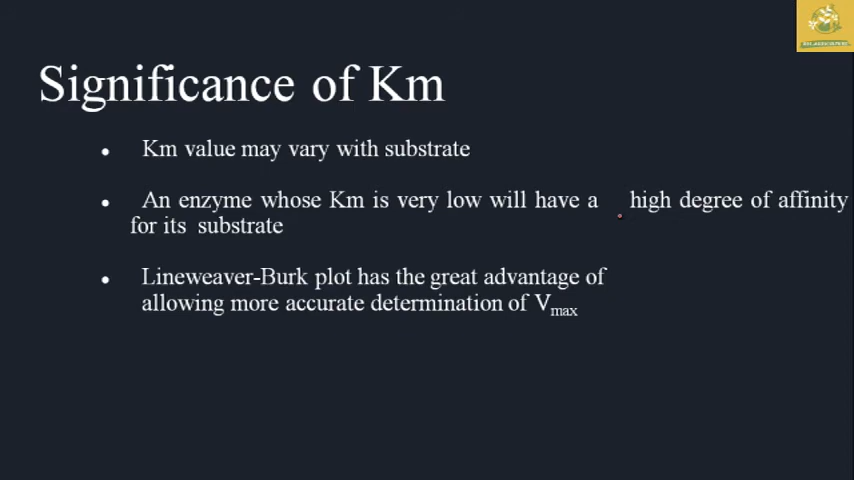 Significance of Km
• Km value may vary with substrate
• An enzyme whose Km is very low will have a high degree of affinity
for its substrate
• Lineweaver-Burk plot has the great advantage of
allowing more accurate determination of Vmax